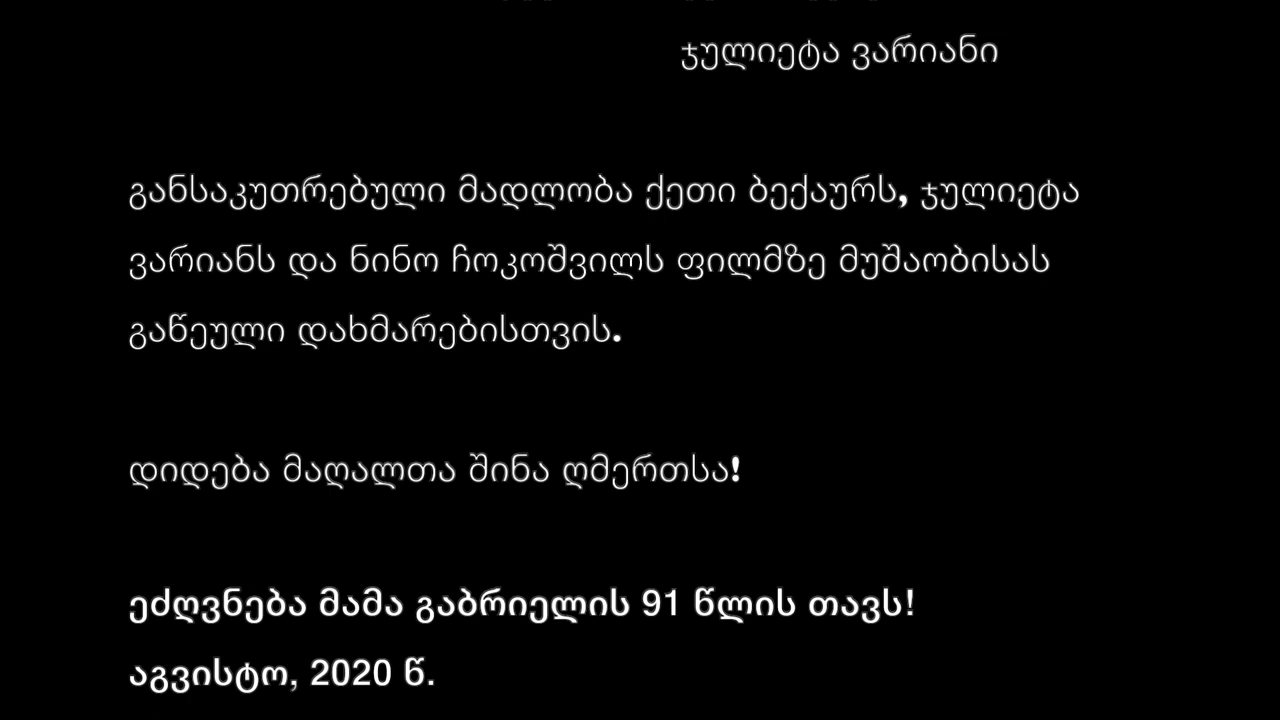 ჯულიეტა ვარიანი
განსაკუთრებული მადლობა ქეთი ბექაურს, ჯულიეტა
ვარიანს და ნინო ჩოკოშვილს ფილმზე მუშაობისას
გაწეული დახმარებისთვის.
დიდება მაღალთა შინა ღმერთსა!
ეძღვნება მამა გაბრიელის 91 წლის თავს!
აგვისტო, 2020 წ.